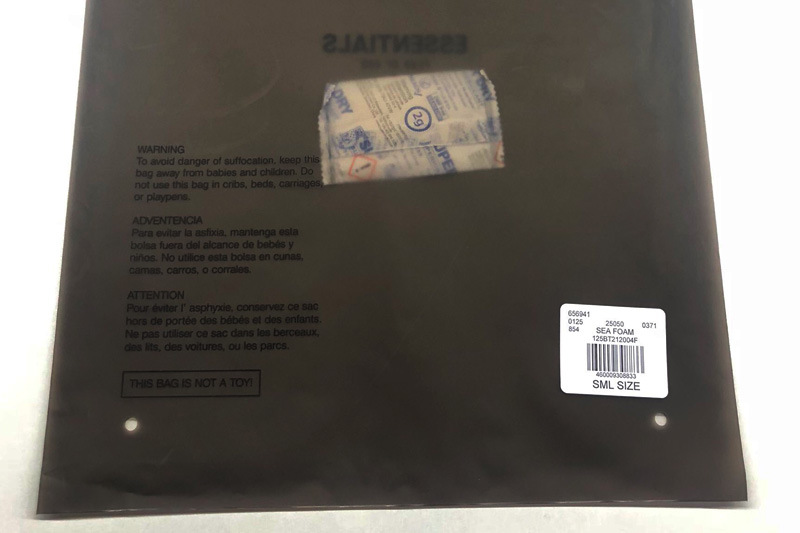 ESSENTIALS
WARNING
To avoid danger of suffocation, keep this
bag away from babies and children. Do
not use this bag in cribs, beds, carriages,
or playpens.
ADVENTENCIA
Para evitar la asfixia, mantenga esta
bolsa fuera del alcance de bebés y
niños. No utilice esta bolsa en cunas,
camas, carros, o corrales.
ATTENTION
Pour éviter l' asphyxie, conservez ce sac
hors de portée des bébés et des enfants.
Ne pas utiliser ce sac dans les berceaux,
des lits, des voitures, ou les parcs.
THIS BAG IS NOT A TOY!
DRY
2g
656941
0125 25050 0371
854 SEA FOAM
125BT212004F
460009308833
SML SIZE